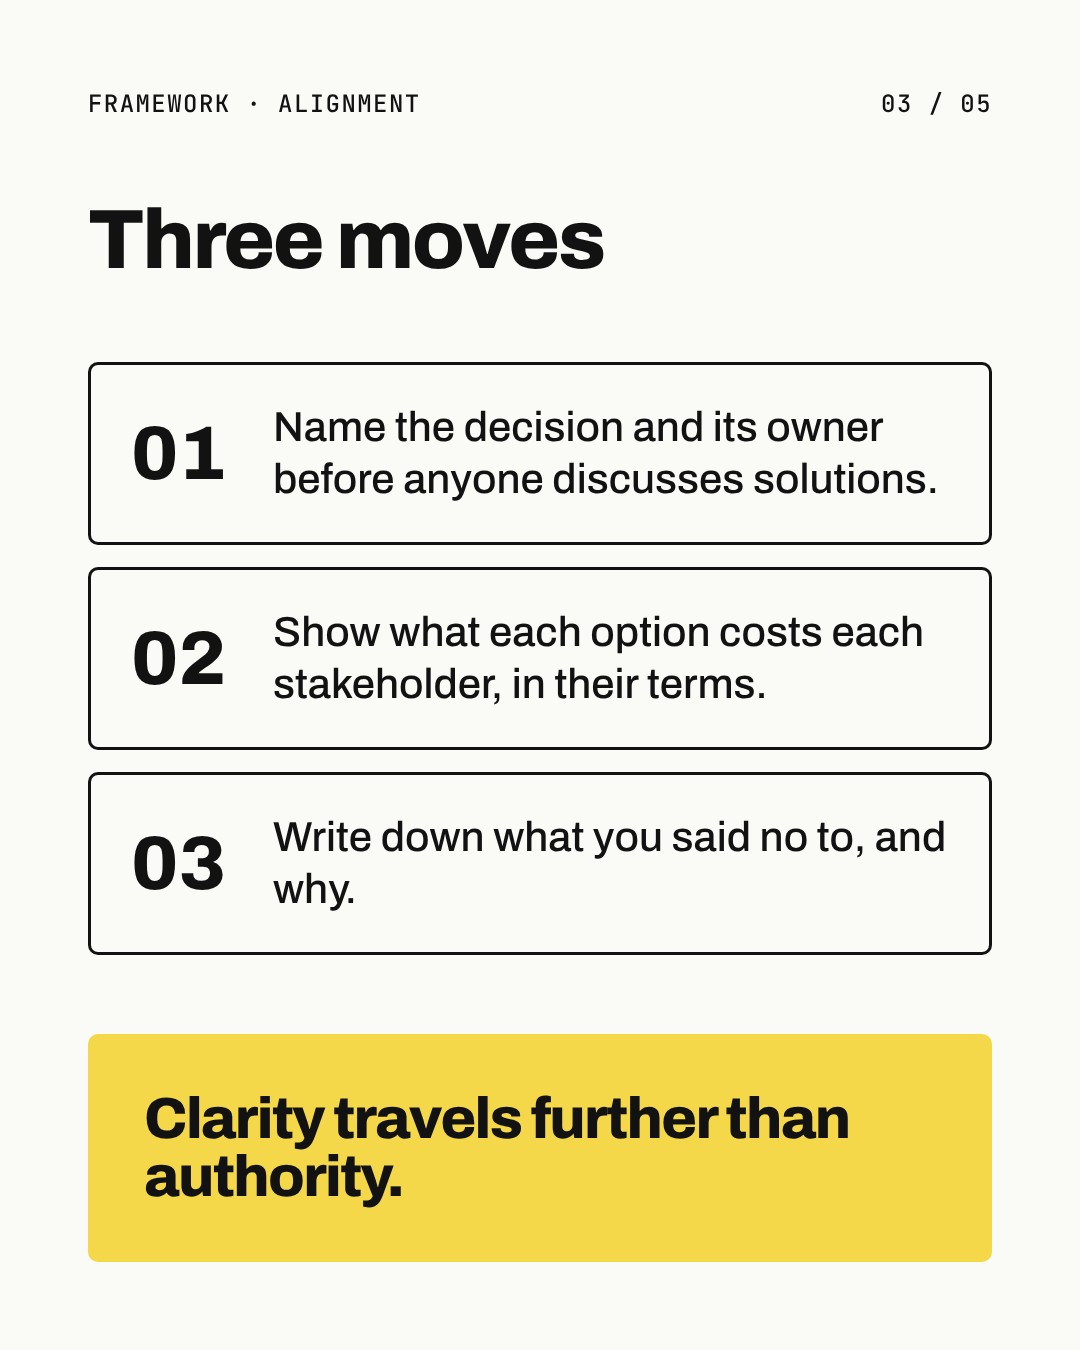 FRAMEWORK · ALIGNMENT
03 / 05
Three moves
01
Name the decision and its owner
before anyone discusses solutions.
02
Show what each option costs each
stakeholder, in their terms.
03
Write down what you said no to, and
why.
Clarity travels further than
authority.